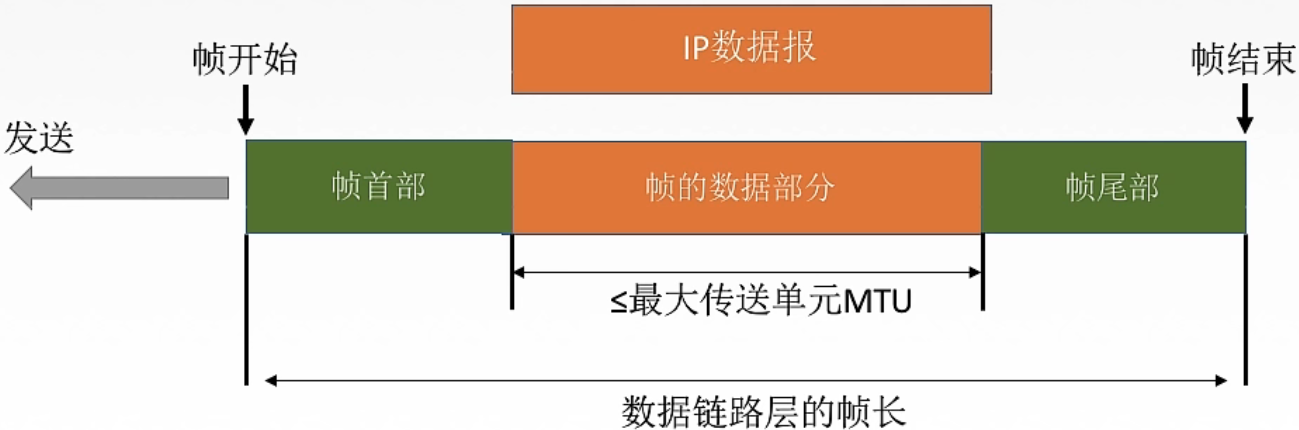 IP数据报
帧开始
帧结束
发送
帧首部
帧的数据部分
帧尾部
≤最大传送单元MTU
数据链路层的帧长